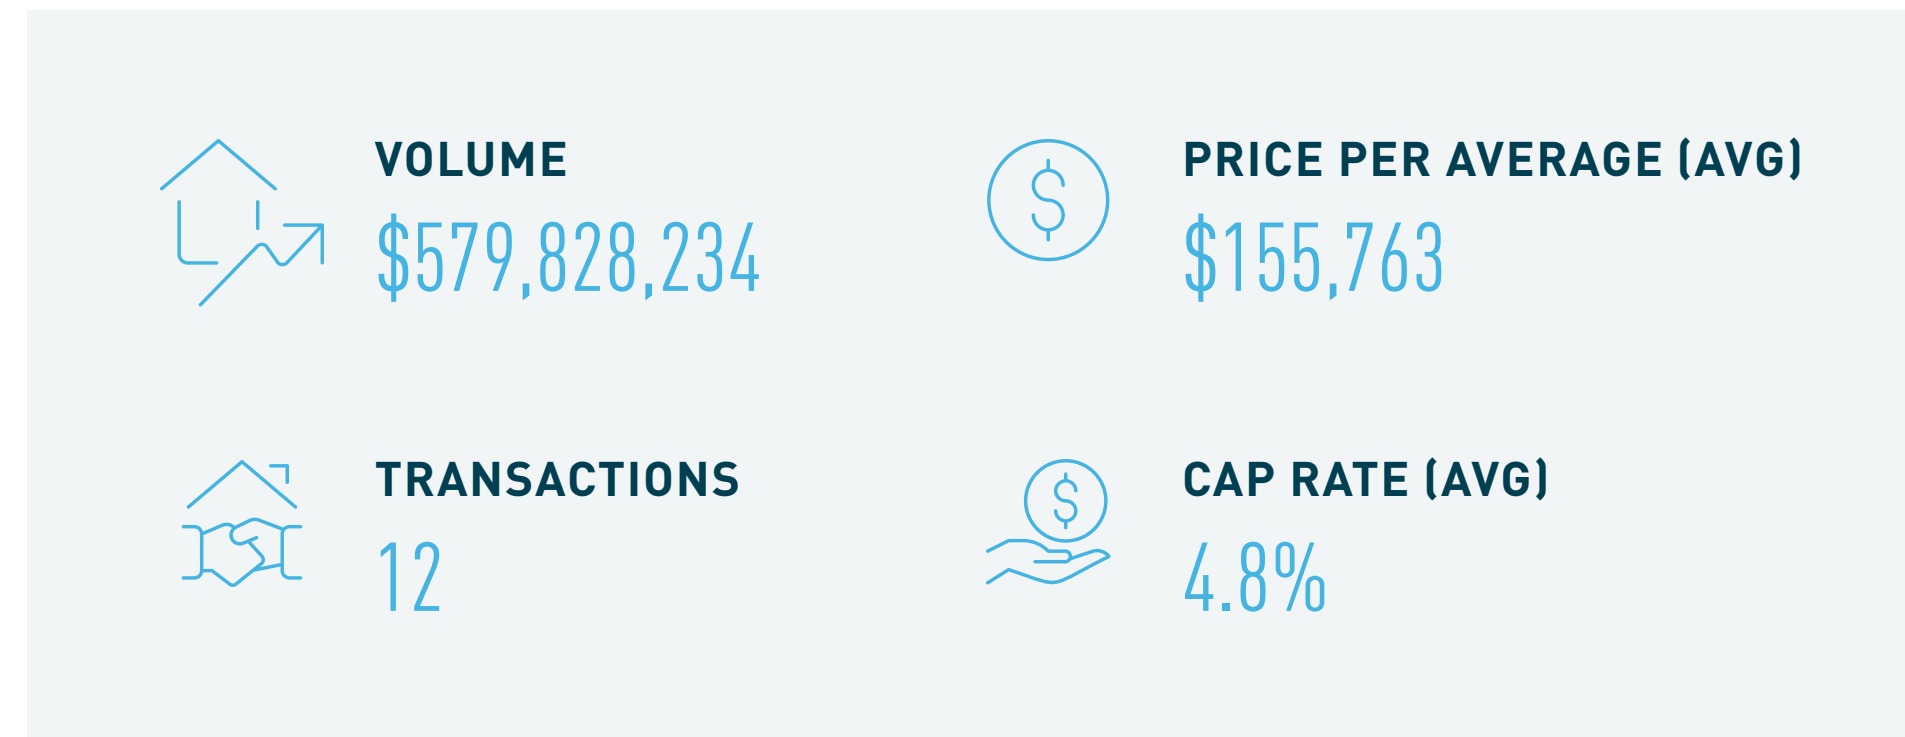 VOLUME
$579,828,234
PRICE PER AVERAGE (AVG)
$155,763
TRANSACTIONS
12
CAP RATE (AVG)
4.8%